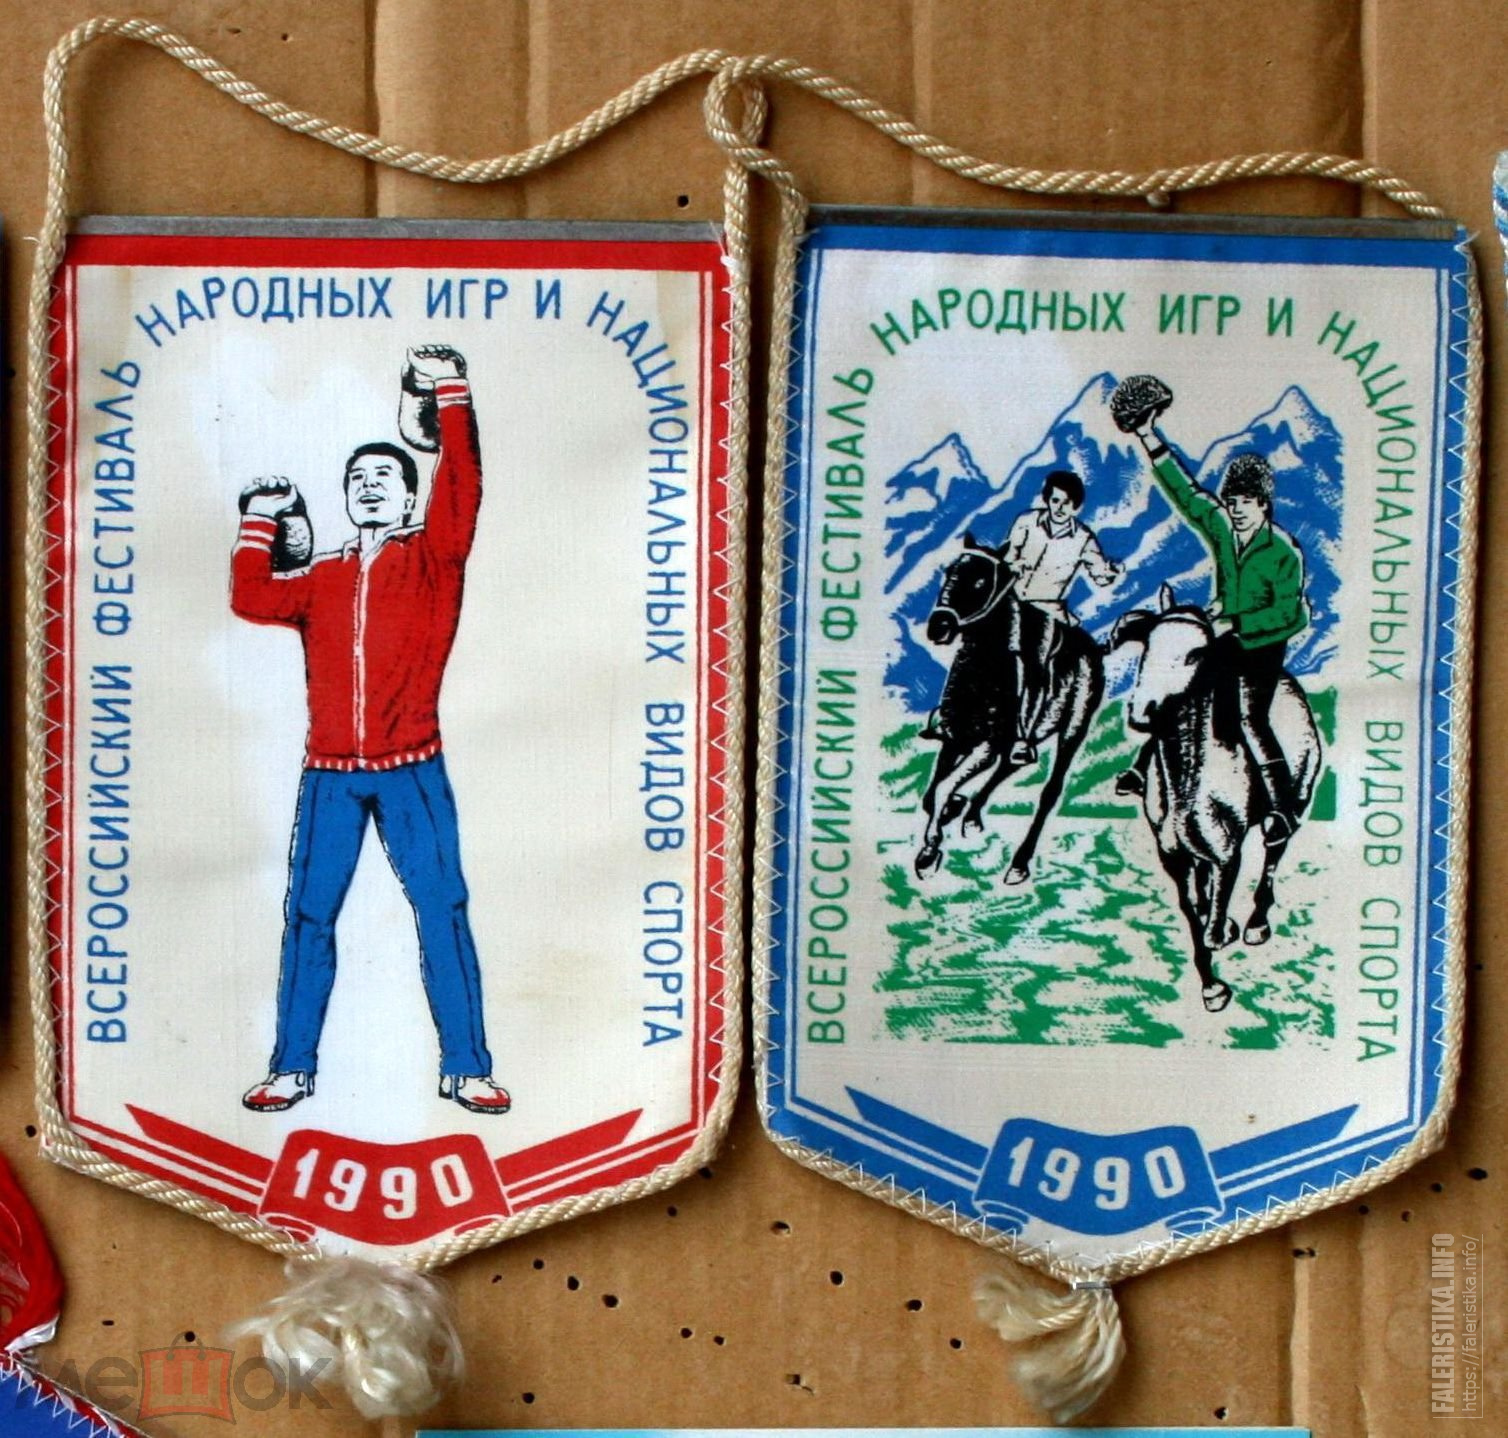 ВСЕРОССИЙСКИЙ ФЕСТИВАЛЬ НАРОДНЫХ ИГР И НАЦИОНАЛЬНЫХ ВИДОВ СПОРТА
1990
ВСЕРОССИЙСКИЙ ФЕСТИВАЛЬ НАРОДНЫХ ИГР И НАЦИОНАЛЬНЫХ ВИДОВ СПОРТА
1990
мешок
FALERISTIKA.INFO
https://faleristika.info/